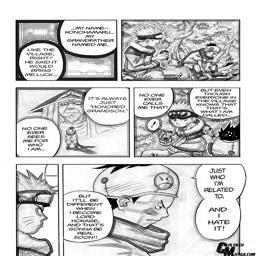 ...MY NAME-
KONOHAMARU... MY
GRANDFATHER
NAMED ME.
LIKE THE
VILLAGE,
RIGHT?
HE SAID IT
WOULD
BRING
ME LUCK...
JUST THAT
EVEN THOUGH
EVERYONE IN
THE VILLAGE
KNOWS THAT'S
WHAT I AM
CALLED...
NO ONE
EVER
CALLS ME
THAT!
IT'S ALWAYS
JUST
"HONORED
GRANDSON."
NO ONE
EVER
SEES ME
FOR
WHO I
AM...
JUST
WHO
I'M
RELATED
TO.
AND
I
HATE
IT!
BUT
IT'LL BE
DIFFERENT
WHEN I
BECOME
LORD
HOKAGE,
AND THAT'S
GONNA BE
REAL
SOON!!